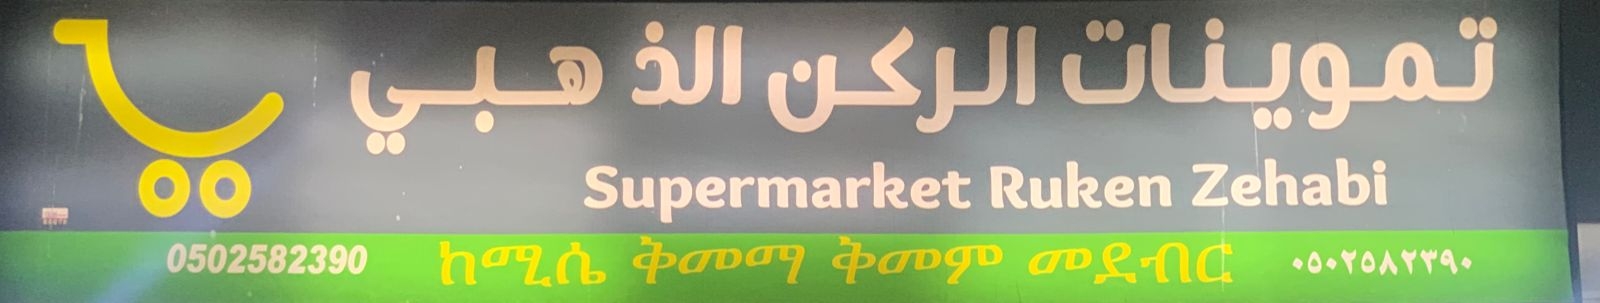 تموينات الركن الذهبي
Supermarket Ruken Zehabi
0502582390 ከሚሴ ቅመማ ቅመም መደብር ٠٥٠٢٥٨٢٣٩٠